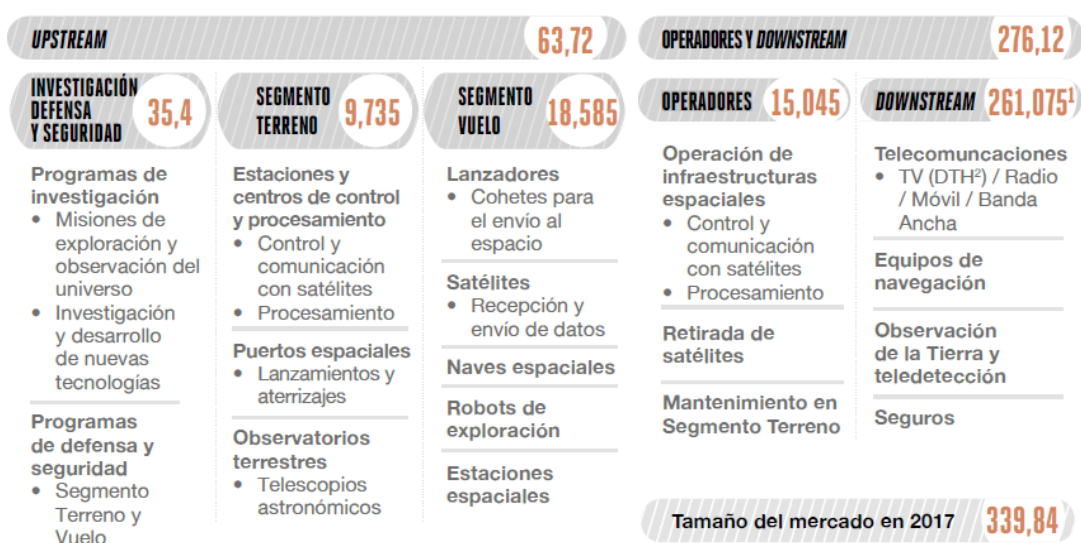 UPSTREAM 63,72
INVESTIGACIÓN
DEFENSA
Y SEGURIDAD
35,4
Programas de
investigación
• Misiones de
exploración y
observación del
universo
• Investigación
y desarrollo
de nuevas
tecnologías
Programas
de defensa y
seguridad
• Segmento
Terreno y
Vuelo
SEGMENTO
TERRENO
9,735
Estaciones y
centros de control
y procesamiento
• Control y
comunicación
con satélites
• Procesamiento
Puertos espaciales
• Lanzamientos y
aterrizajes
Observatorios
terrestres
• Telescopios
astronómicos
SEGMENTO
VUELO
18,585
Lanzadores
• Cohetes para
el envío al
espacio
Satélites
• Recepción y
envío de datos
Naves espaciales
Robots de
exploración
Estaciones
espaciales
OPERADORES Y DOWNSTREAM 276,12
OPERADORES 15,045
Operación de
infraestructuras
espaciales
• Control y
comunicación
con satélites
• Procesamiento
Retirada de
satélites
Mantenimiento en
Segmento Terreno
DOWNSTREAM 261,075¹
Telecomuncaciones
• TV (DTH²) / Radio
/ Móvil / Banda
Ancha
Equipos de
navegación
Observación
de la Tierra y
teledetección
Seguros
Tamaño del mercado en 2017 339,84